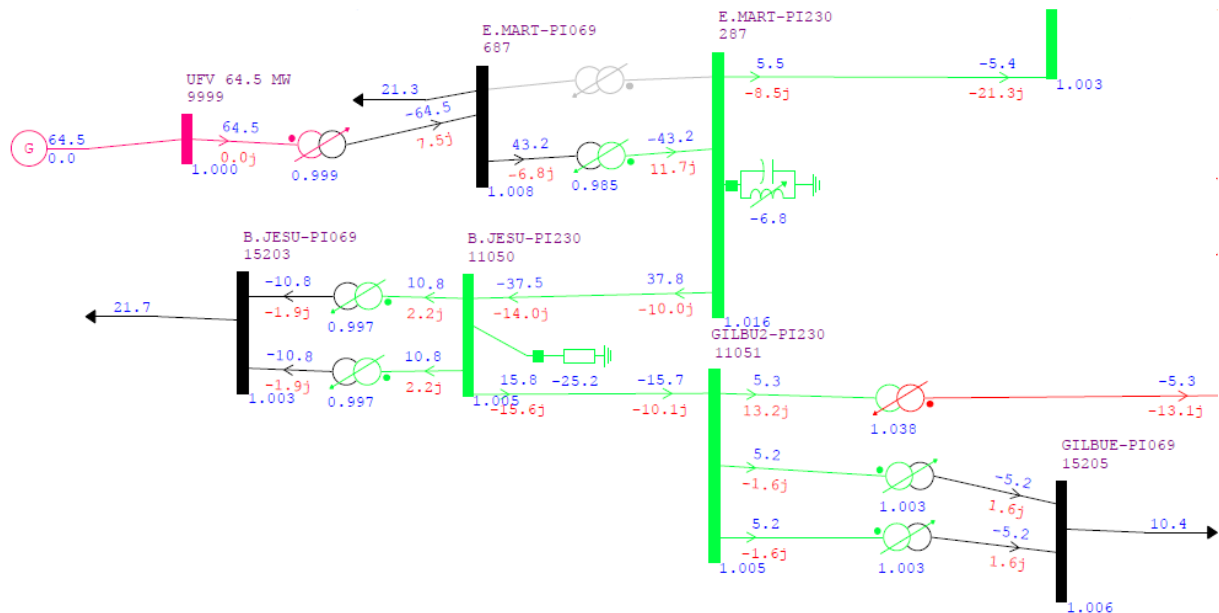 E.MART-PI230
287
E.MART-PI069
687
UFV 64.5 MW
9999
5.5
-5.4
-8.5j
-21.3j
1.003
21.3
-64.5
7.5j
G
64.5
0.0
64.5
0.0j
1.000
0.999
43.2
-43.2
-6.8j
11.7j
0.985
1.008
-6.8
B.JESU-PI069
15203
B.JESU-PI230
11050
-10.8
10.8
-37.5
37.8
-1.9j
2.2j
-14.0j
-10.0j
21.7
0.997
1.016
GILBU2-PI230
11051
-10.8
10.8
-1.9j
2.2j
15.8
-25.2
-15.7
1.003
0.997
1.005
-15.6j
-10.1j
5.3
-5.3
13.2j
-13.1j
1.038
GILBUE-PI069
15205
5.2
-5.2
-1.6j
1.6j
1.003
5.2
-5.2
10.4
-1.6j
1.6j
1.005
1.003
1.006